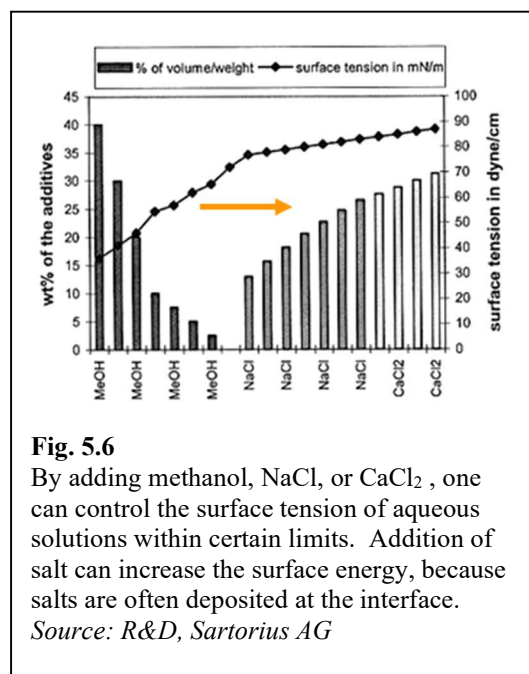 % of volume/weight surface tension in mN/m
45
40
35
30
25
20
15
10
5
0
wt% of the additives
100
90
80
70
60
50
40
30
20
10
0
surface tension in dyne/cm
MeOH
MeOH
MeOH
MeOH
NaCl
NaCl
NaCl
NaCl
CaCl2
CaCl2
Fig. 5.6
By adding methanol, NaCl, or CaCl₂ , one
can control the surface tension of aqueous
solutions within certain limits. Addition of
salt can increase the surface energy, because
salts are often deposited at the interface.
Source: R&D, Sartorius AG